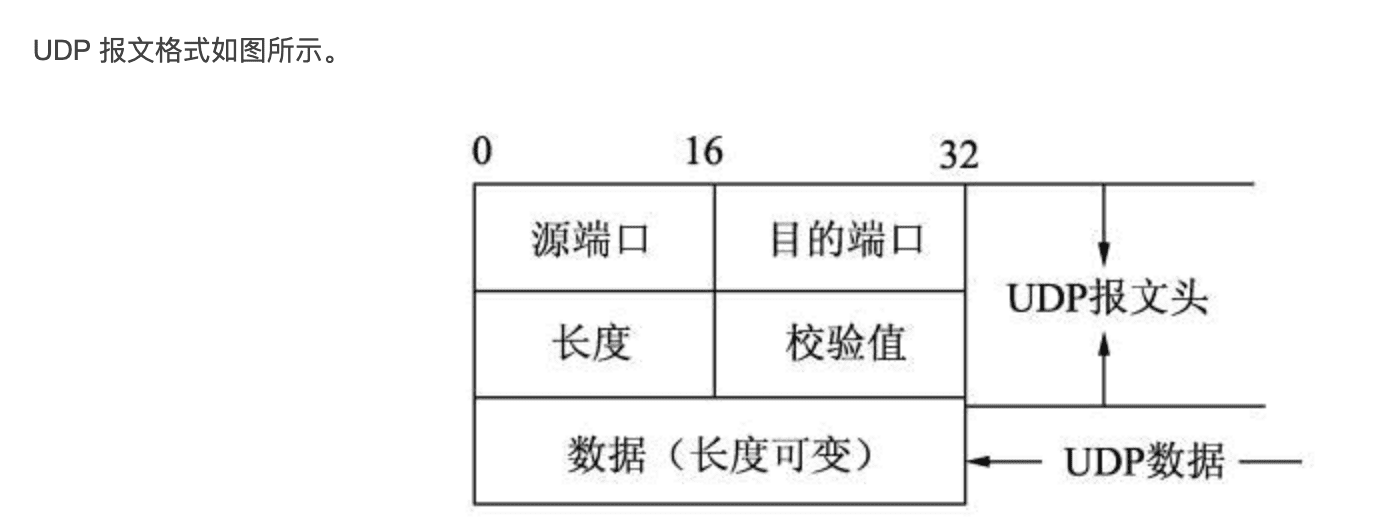 UDP 报文格式如图所示。
0 16 32
源端口 目的端口
UDP报文头
长度 校验值
数据（长度可变） UDP数据